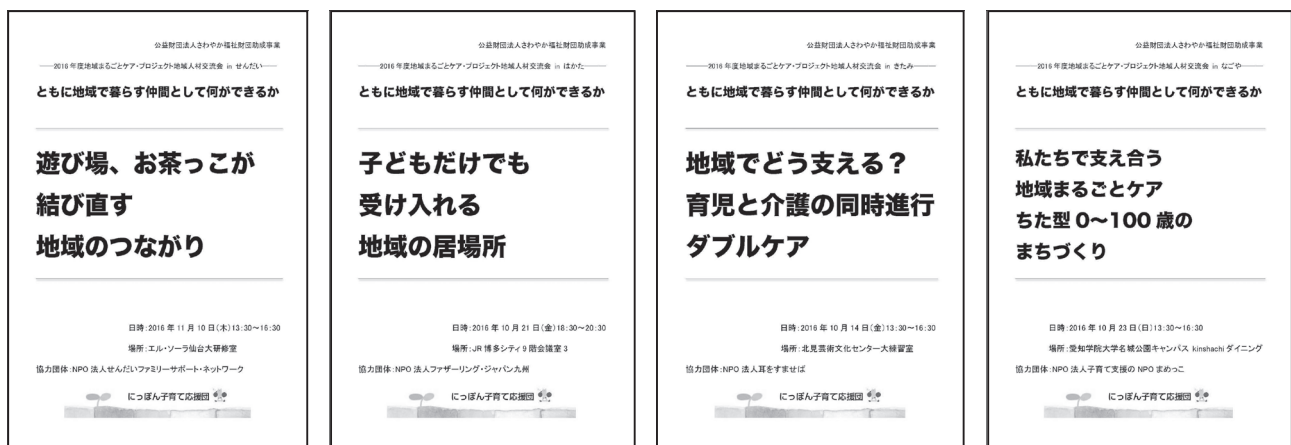 公益財団法人さわやか福祉財団助成事業
2016年度地域まるごとケア・プロジェクト地域人材交流会 in せんだい
ともに地域で暮らす仲間として何ができるか
遊び場、お茶っこが
結び直す
地域のつながり
日時:2016年11月10日(木)13:30~16:30
場所:エル・ソーラ仙台大研修室
協力団体:NPO法人せんだいファミリーサポート・ネットワーク
にっぽん子育て応援団
公益財団法人さわやか福祉財団助成事業
2016年度地域まるごとケア・プロジェクト地域人材交流会 in はかた
ともに地域で暮らす仲間として何ができるか
子どもだけでも
受け入れる
地域の居場所
日時:2016年10月21日(金)18:30~20:30
場所:JR博多シティ9階会議室3
協力団体:NPO法人ファザーリング・ジャパン九州
にっぽん子育て応援団
公益財団法人さわやか福祉財団助成事業
2016年度地域まるごとケア・プロジェクト地域人材交流会 in きたみ
ともに地域で暮らす仲間として何ができるか
地域でどう支える?
育児と介護の同時進行
ダブルケア
日時:2016年10月14日(金)13:30~16:30
場所:北見芸術文化センター大練習室
協力団体:NPO法人耳をすませば
にっぽん子育て応援団
公益財団法人さわやか福祉財団助成事業
2016年度地域まるごとケア・プロジェクト地域人材交流会 in なごや
ともに地域で暮らす仲間として何ができるか
私たちで支え合う
地域まるごとケア
ちた型0~100歳の
まちづくり
日時:2016年10月23日(日)13:30~16:30
場所:愛知学院大学名城公園キャンパス kinshachiダイニング
協力団体:NPO法人子育て支援のNPOまめっこ
にっぽん子育て応援団